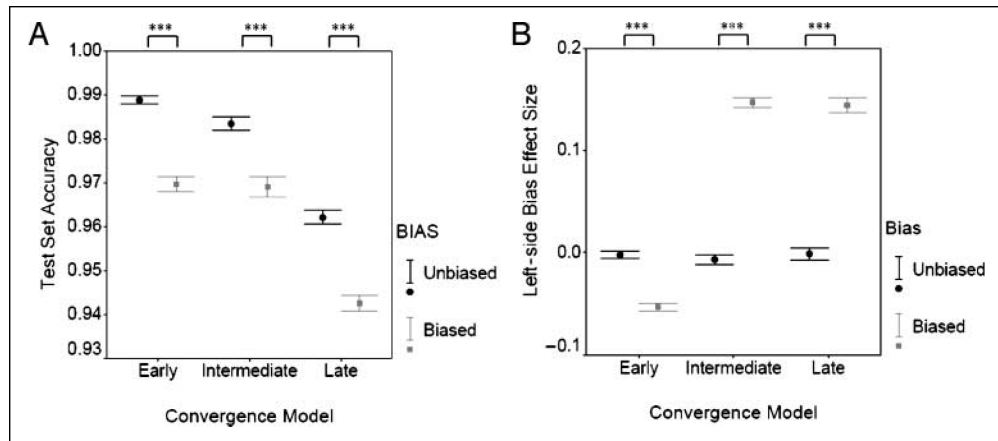 A
*** *** ***
1.00
0.99
0.98
0.97
0.96
0.95
0.94
0.93
Test Set Accuracy
Early Intermediate Late
Convergence Model
BIAS
Unbiased
Biased
B
*** *** ***
0.2
0.1
0.0
−0.1
Left-side Bias Effect Size
Early Intermediate Late
Convergence Model
Bias
Unbiased
Biased